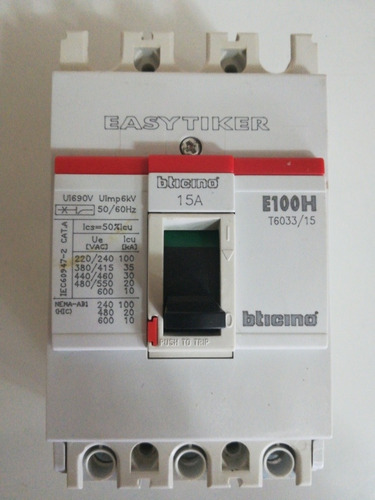 EASYTIKER
bticino
15A
E100H
T6033/15
Ui690V Uimp6kV
50/60Hz
IEC60947-2 CAT.A
Ics=50%Icu
Ue Icu
[VAC] [kA]
220/240 100
380/415 35
440/460 30
480/550 20
600 10
NEMA-AB1 240 100
(HIC) 480 20
600 10
I
O
bticino
PUSH TO TRIP